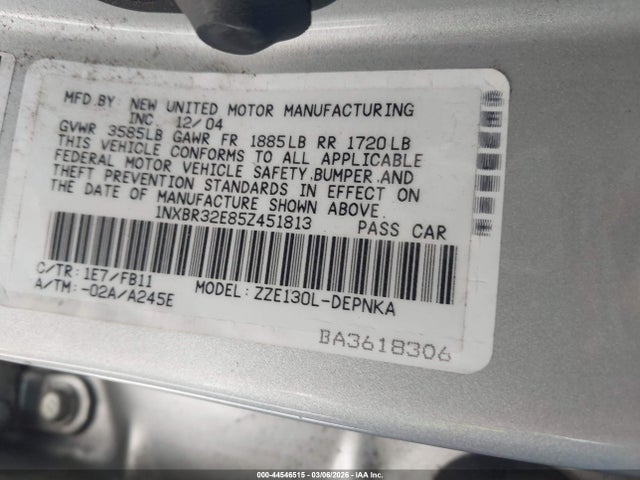 MFD. BY: NEW UNITED MOTOR MANUFACTURING
INC. 12/04
GVWR 3585LB GAWR FR 1885LB RR 1720LB
THIS VEHICLE CONFORMS TO ALL APPLICABLE
FEDERAL MOTOR VEHICLE SAFETY, BUMPER, AND
THEFT PREVENTION STANDARDS IN EFFECT ON
THE DATE OF MANUFACTURE SHOWN ABOVE.
1NXBR32E85Z451813 PASS CAR
C/TR: 1E7/FB11
A/TM: -02A/A245E MODEL: ZZE130L-DEPNKA
BA3618306
000-44546515 | 03/06/2026 | IAA Inc.